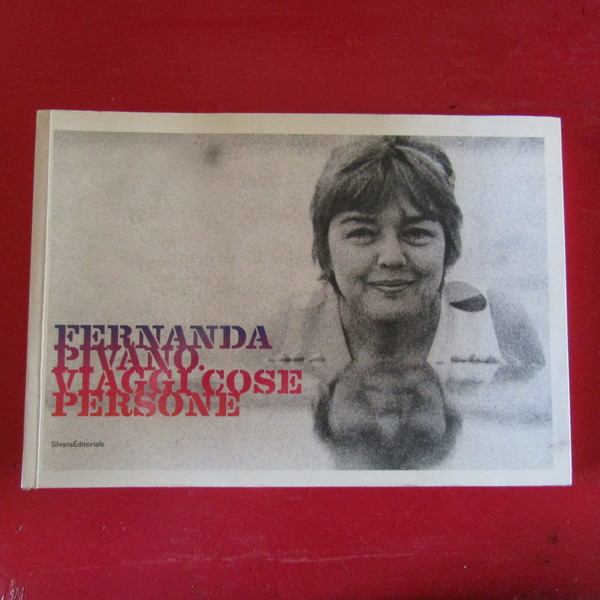 FERNANDA
PIVANO.
VIAGGI COSE
PERSONE
SilvanaEditoriale